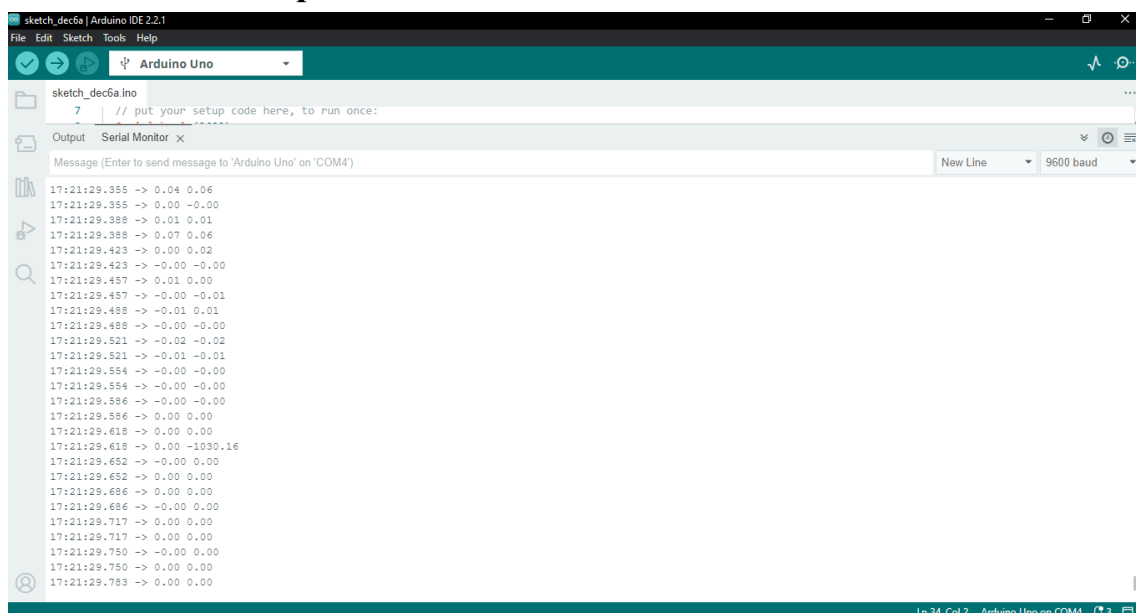 sketch_dec6a | Arduino IDE 2.2.1
File Edit Sketch Tools Help
Arduino Uno
sketch_dec6a.ino
7 // put your setup code here, to run once:
Output Serial Monitor
Message (Enter to send message to 'Arduino Uno' on 'COM4')
New Line
9600 baud
17:21:29.355 -> 0.04 0.06
17:21:29.355 -> 0.00 -0.00
17:21:29.388 -> 0.01 0.01
17:21:29.388 -> 0.07 0.06
17:21:29.423 -> 0.00 0.02
17:21:29.423 -> -0.00 -0.00
17:21:29.457 -> 0.01 0.00
17:21:29.457 -> -0.00 -0.01
17:21:29.488 -> -0.01 0.01
17:21:29.488 -> -0.00 -0.00
17:21:29.521 -> -0.02 -0.02
17:21:29.521 -> -0.01 -0.01
17:21:29.554 -> -0.00 -0.00
17:21:29.554 -> -0.00 -0.00
17:21:29.586 -> -0.00 -0.00
17:21:29.586 -> 0.00 0.00
17:21:29.618 -> 0.00 0.00
17:21:29.618 -> 0.00 -1030.16
17:21:29.652 -> -0.00 0.00
17:21:29.652 -> 0.00 0.00
17:21:29.686 -> 0.00 0.00
17:21:29.686 -> -0.00 0.00
17:21:29.717 -> 0.00 0.00
17:21:29.717 -> 0.00 0.00
17:21:29.750 -> -0.00 0.00
17:21:29.750 -> 0.00 0.00
17:21:29.783 -> 0.00 0.00
Ln 34, Col 2 Arduino Uno on COM4 3